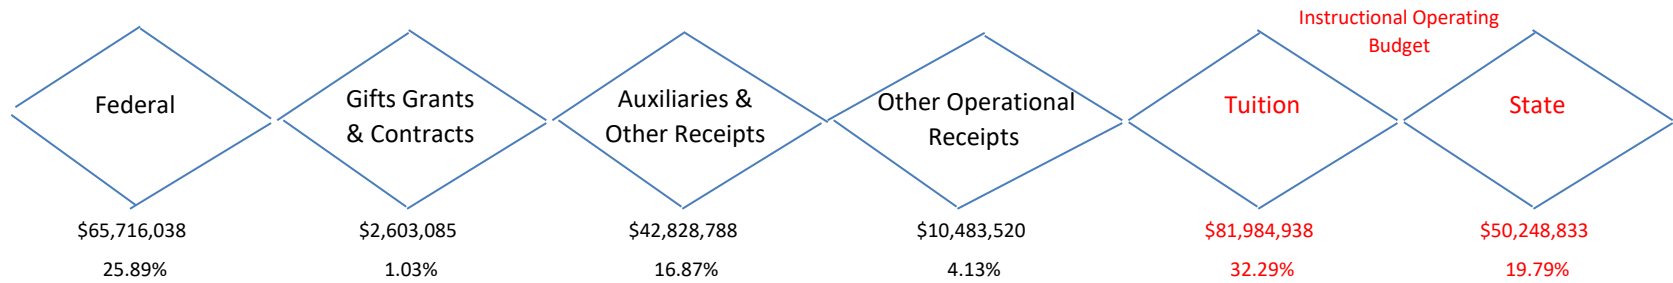 Instructional Operating
Budget
Federal
Gifts Grants
& Contracts
Auxiliaries &
Other Receipts
Other Operational
Receipts
Tuition
State
$65,716,038
$2,603,085
$42,828,788
$10,483,520
$81,984,938
$50,248,833
25.89%
1.03%
16.87%
4.13%
32.29%
19.79%